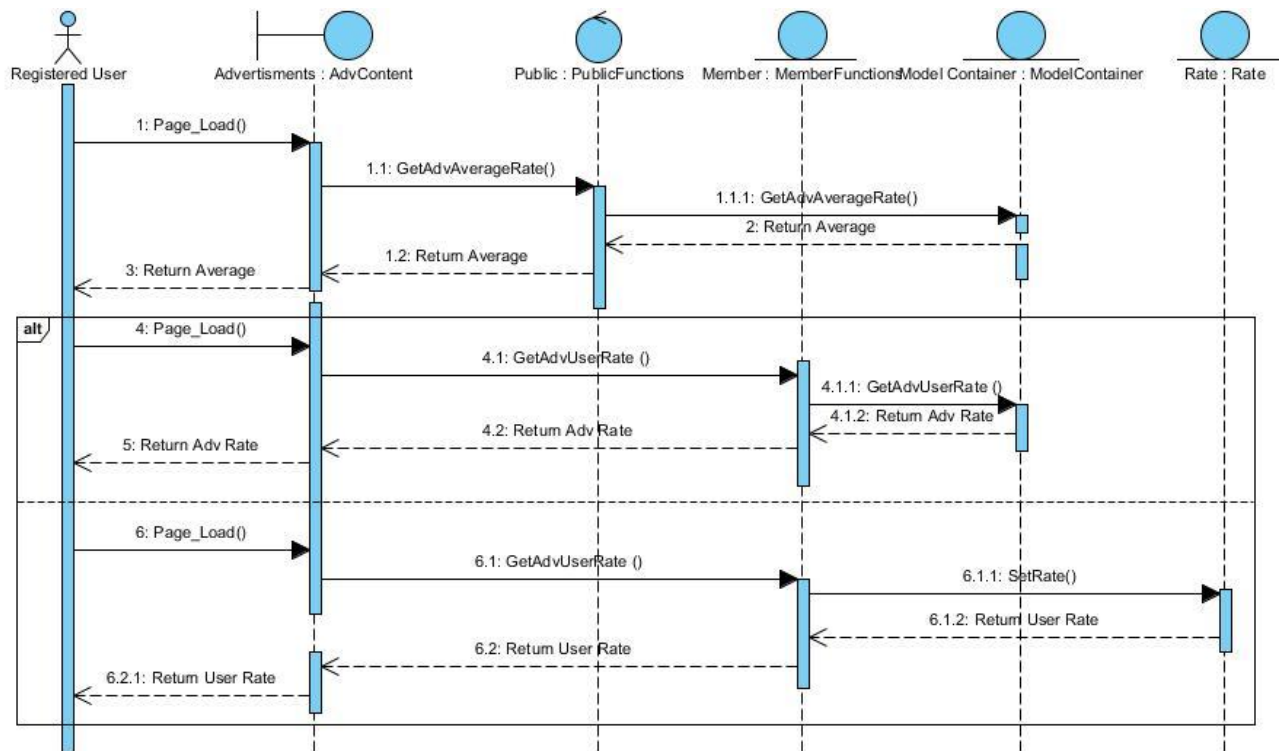 Registered User
Advertisments : AdvContent
Public : PublicFunctions
Member : MemberFunctions
Model Container : ModelContainer
Rate : Rate
1: Page_Load()
1.1: GetAdvAverageRate()
1.1.1: GetAdvAverageRate()
2: Return Average
1.2: Return Average
3: Return Average
alt
4: Page_Load()
4.1: GetAdvUserRate ()
4.1.1: GetAdvUserRate ()
4.1.2: Return Adv Rate
4.2: Return Adv Rate
5: Return Adv Rate
6: Page_Load()
6.1: GetAdvUserRate ()
6.1.1: SetRate()
6.1.2: Return User Rate
6.2: Return User Rate
6.2.1: Return User Rate